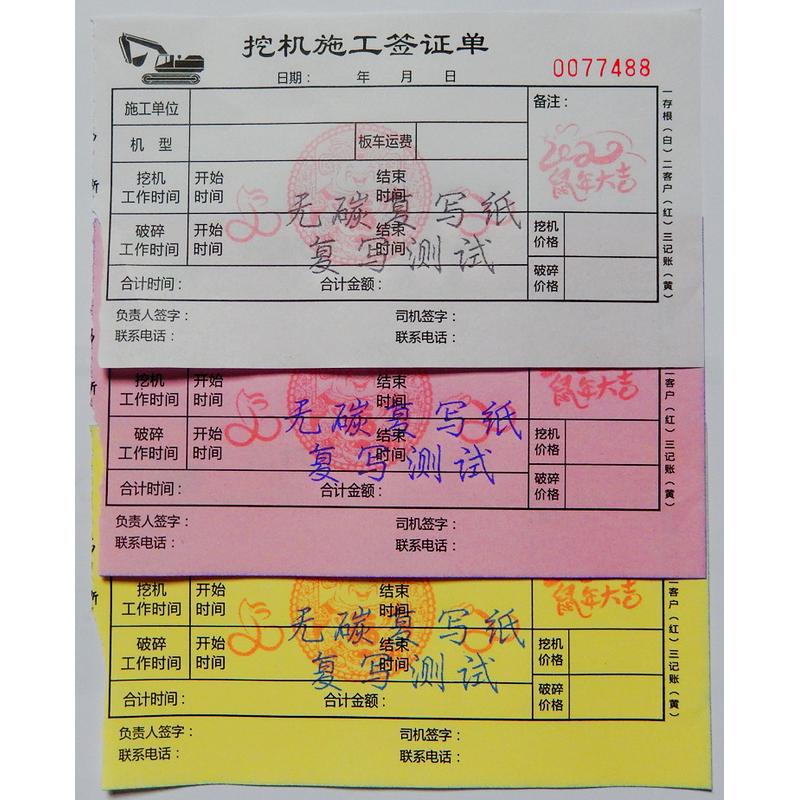 挖机施工签证单
日期： 年 月 日
0077488
施工单位
备注：
机 型
板车运费
2020
鼠年大吉
挖机
工作时间
开始
时间
结束
时间
无碳复写纸
破碎
工作时间
开始
时间
结束
时间
复写测试
挖机
价格
破碎
价格
合计时间：
合计金额：
负责人签字：
司机签字：
联系电话：
联系电话：
一存根（白）二客户（红）三记账（黄）
挖机
工作时间
开始
时间
结束
时间
鼠年大吉
无碳复写纸
破碎
工作时间
开始
时间
结束
时间
复写测试
挖机
价格
破碎
价格
合计时间：
合计金额：
负责人签字：
司机签字：
联系电话：
联系电话：
二客户（红）三记账（黄）
挖机
工作时间
开始
时间
结束
时间
鼠年大吉
无碳复写纸
破碎
工作时间
开始
时间
结束
时间
复写测试
挖机
价格
破碎
价格
合计时间：
合计金额：
负责人签字：
司机签字：
联系电话：
联系电话：
二客户（红）三记账（黄）